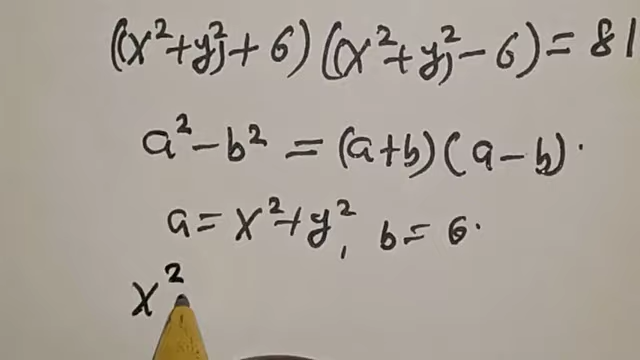 ((x²+y²)+6)((x²+y²)-6)=81
a²-b² = (a+b)(a-b).
a=x²+y², b=6.
x²